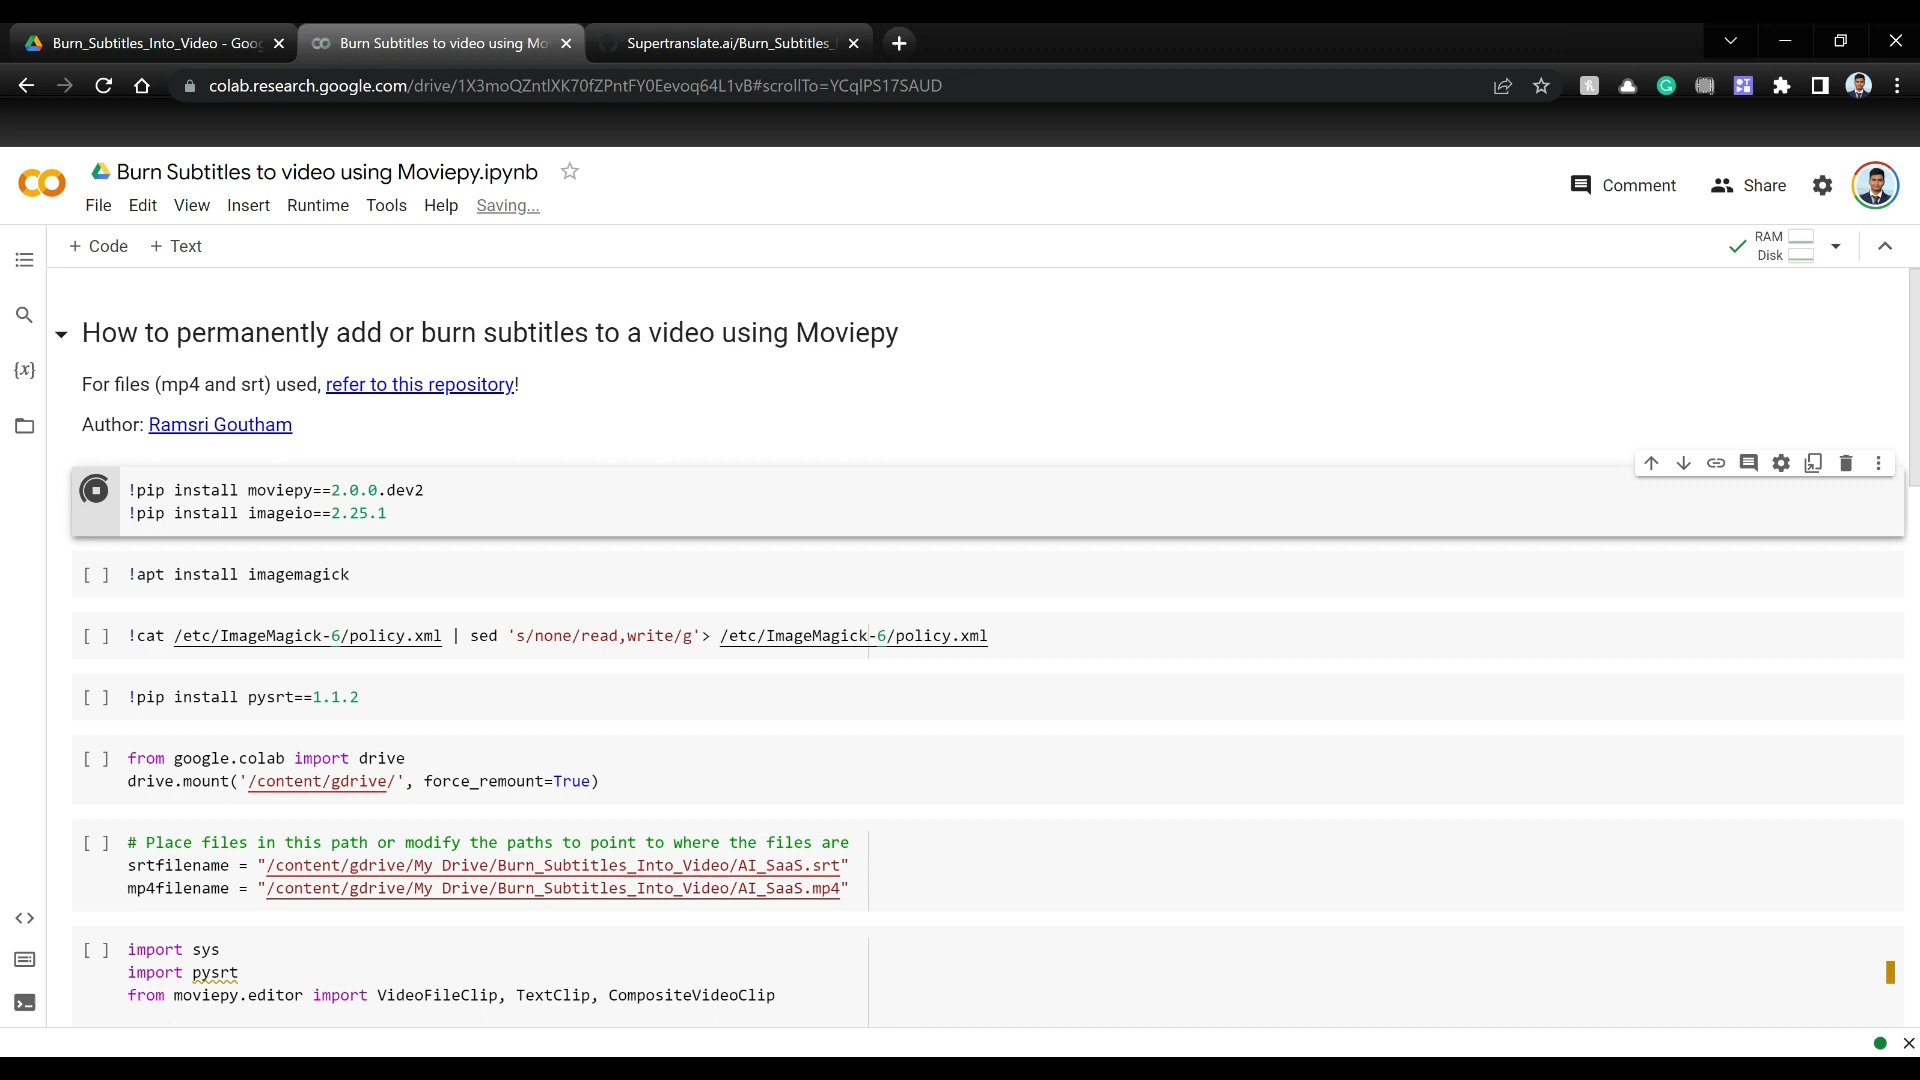 Burn_Subtitles_Into_Video - Goog
Burn Subtitles to video using Mo
Supertranslate.ai/Burn_Subtitles_
colab.research.google.com/drive/1X3moQZntlXK70fZPntFY0Eevoq64L1vB#scrollTo=YCqlPS17SAUD
Burn Subtitles to video using Moviepy.ipynb
File Edit View Insert Runtime Tools Help Saving...
Comment Share
+ Code + Text
RAM
Disk
How to permanently add or burn subtitles to a video using Moviepy
For files (mp4 and srt) used, refer to this repository!
Author: Ramsri Goutham
!pip install moviepy==2.0.0.dev2
!pip install imageio==2.25.1
[ ] !apt install imagemagick
[ ] !cat /etc/ImageMagick-6/policy.xml | sed 's/none/read,write/g'> /etc/ImageMagick-6/policy.xml
[ ] !pip install pysrt==1.1.2
[ ] from google.colab import drive
drive.mount('/content/gdrive/', force_remount=True)
[ ] # Place files in this path or modify the paths to point to where the files are
srtfilename = "/content/gdrive/My Drive/Burn_Subtitles_Into_Video/AI_SaaS.srt"
mp4filename = "/content/gdrive/My Drive/Burn_Subtitles_Into_Video/AI_SaaS.mp4"
[ ] import sys
import pysrt
from moviepy.editor import VideoFileClip, TextClip, CompositeVideoClip